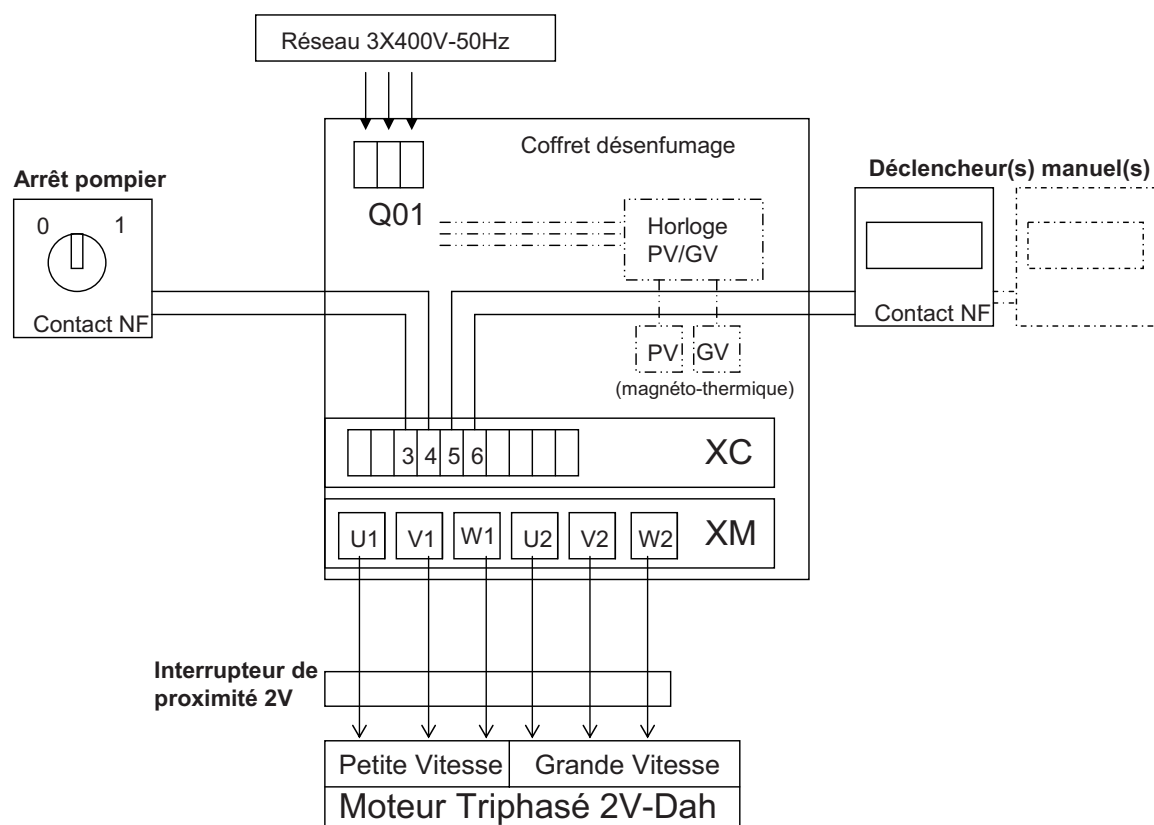 Réseau 3X400V-50Hz
Coffret désenfumage
Déclencheur(s) manuel(s)
Arrêt pompier
0 1
Q01
Horloge
PV/GV
Contact NF
Contact NF
PV GV
(magnéto-thermique)
3 4 5 6
XC
U1 V1 W1 U2 V2 W2
XM
Interrupteur de
proximité 2V
Petite Vitesse Grande Vitesse
Moteur Triphasé 2V-Dah